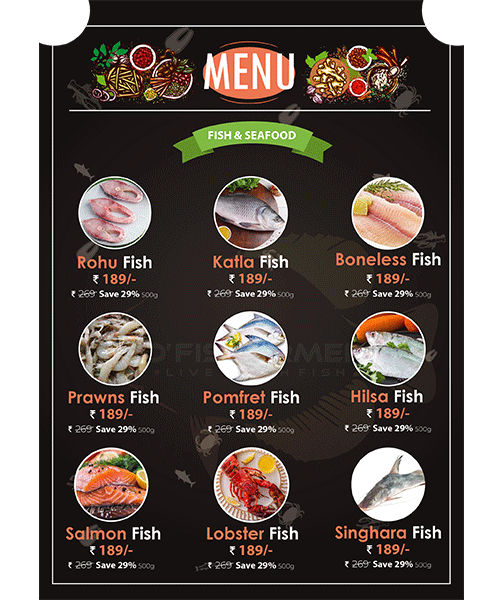 MENU
FISH & SEAFOOD
Rohu Fish
₹ 189/-
₹ 269 Save 29% 500g
Katla Fish
₹ 189/-
₹ 269 Save 29% 500g
Boneless Fish
₹ 189/-
₹ 269 Save 29% 500g
Prawns Fish
₹ 189/-
₹ 269 Save 29% 500g
Pomfret Fish
₹ 189/-
₹ 269 Save 29% 500g
Hilsa Fish
₹ 189/-
₹ 269 Save 29% 500g
Salmon Fish
₹ 189/-
₹ 269 Save 29% 500g
Lobster Fish
₹ 189/-
₹ 269 Save 29% 500g
Singhara Fish
₹ 189/-
₹ 269 Save 29% 500g